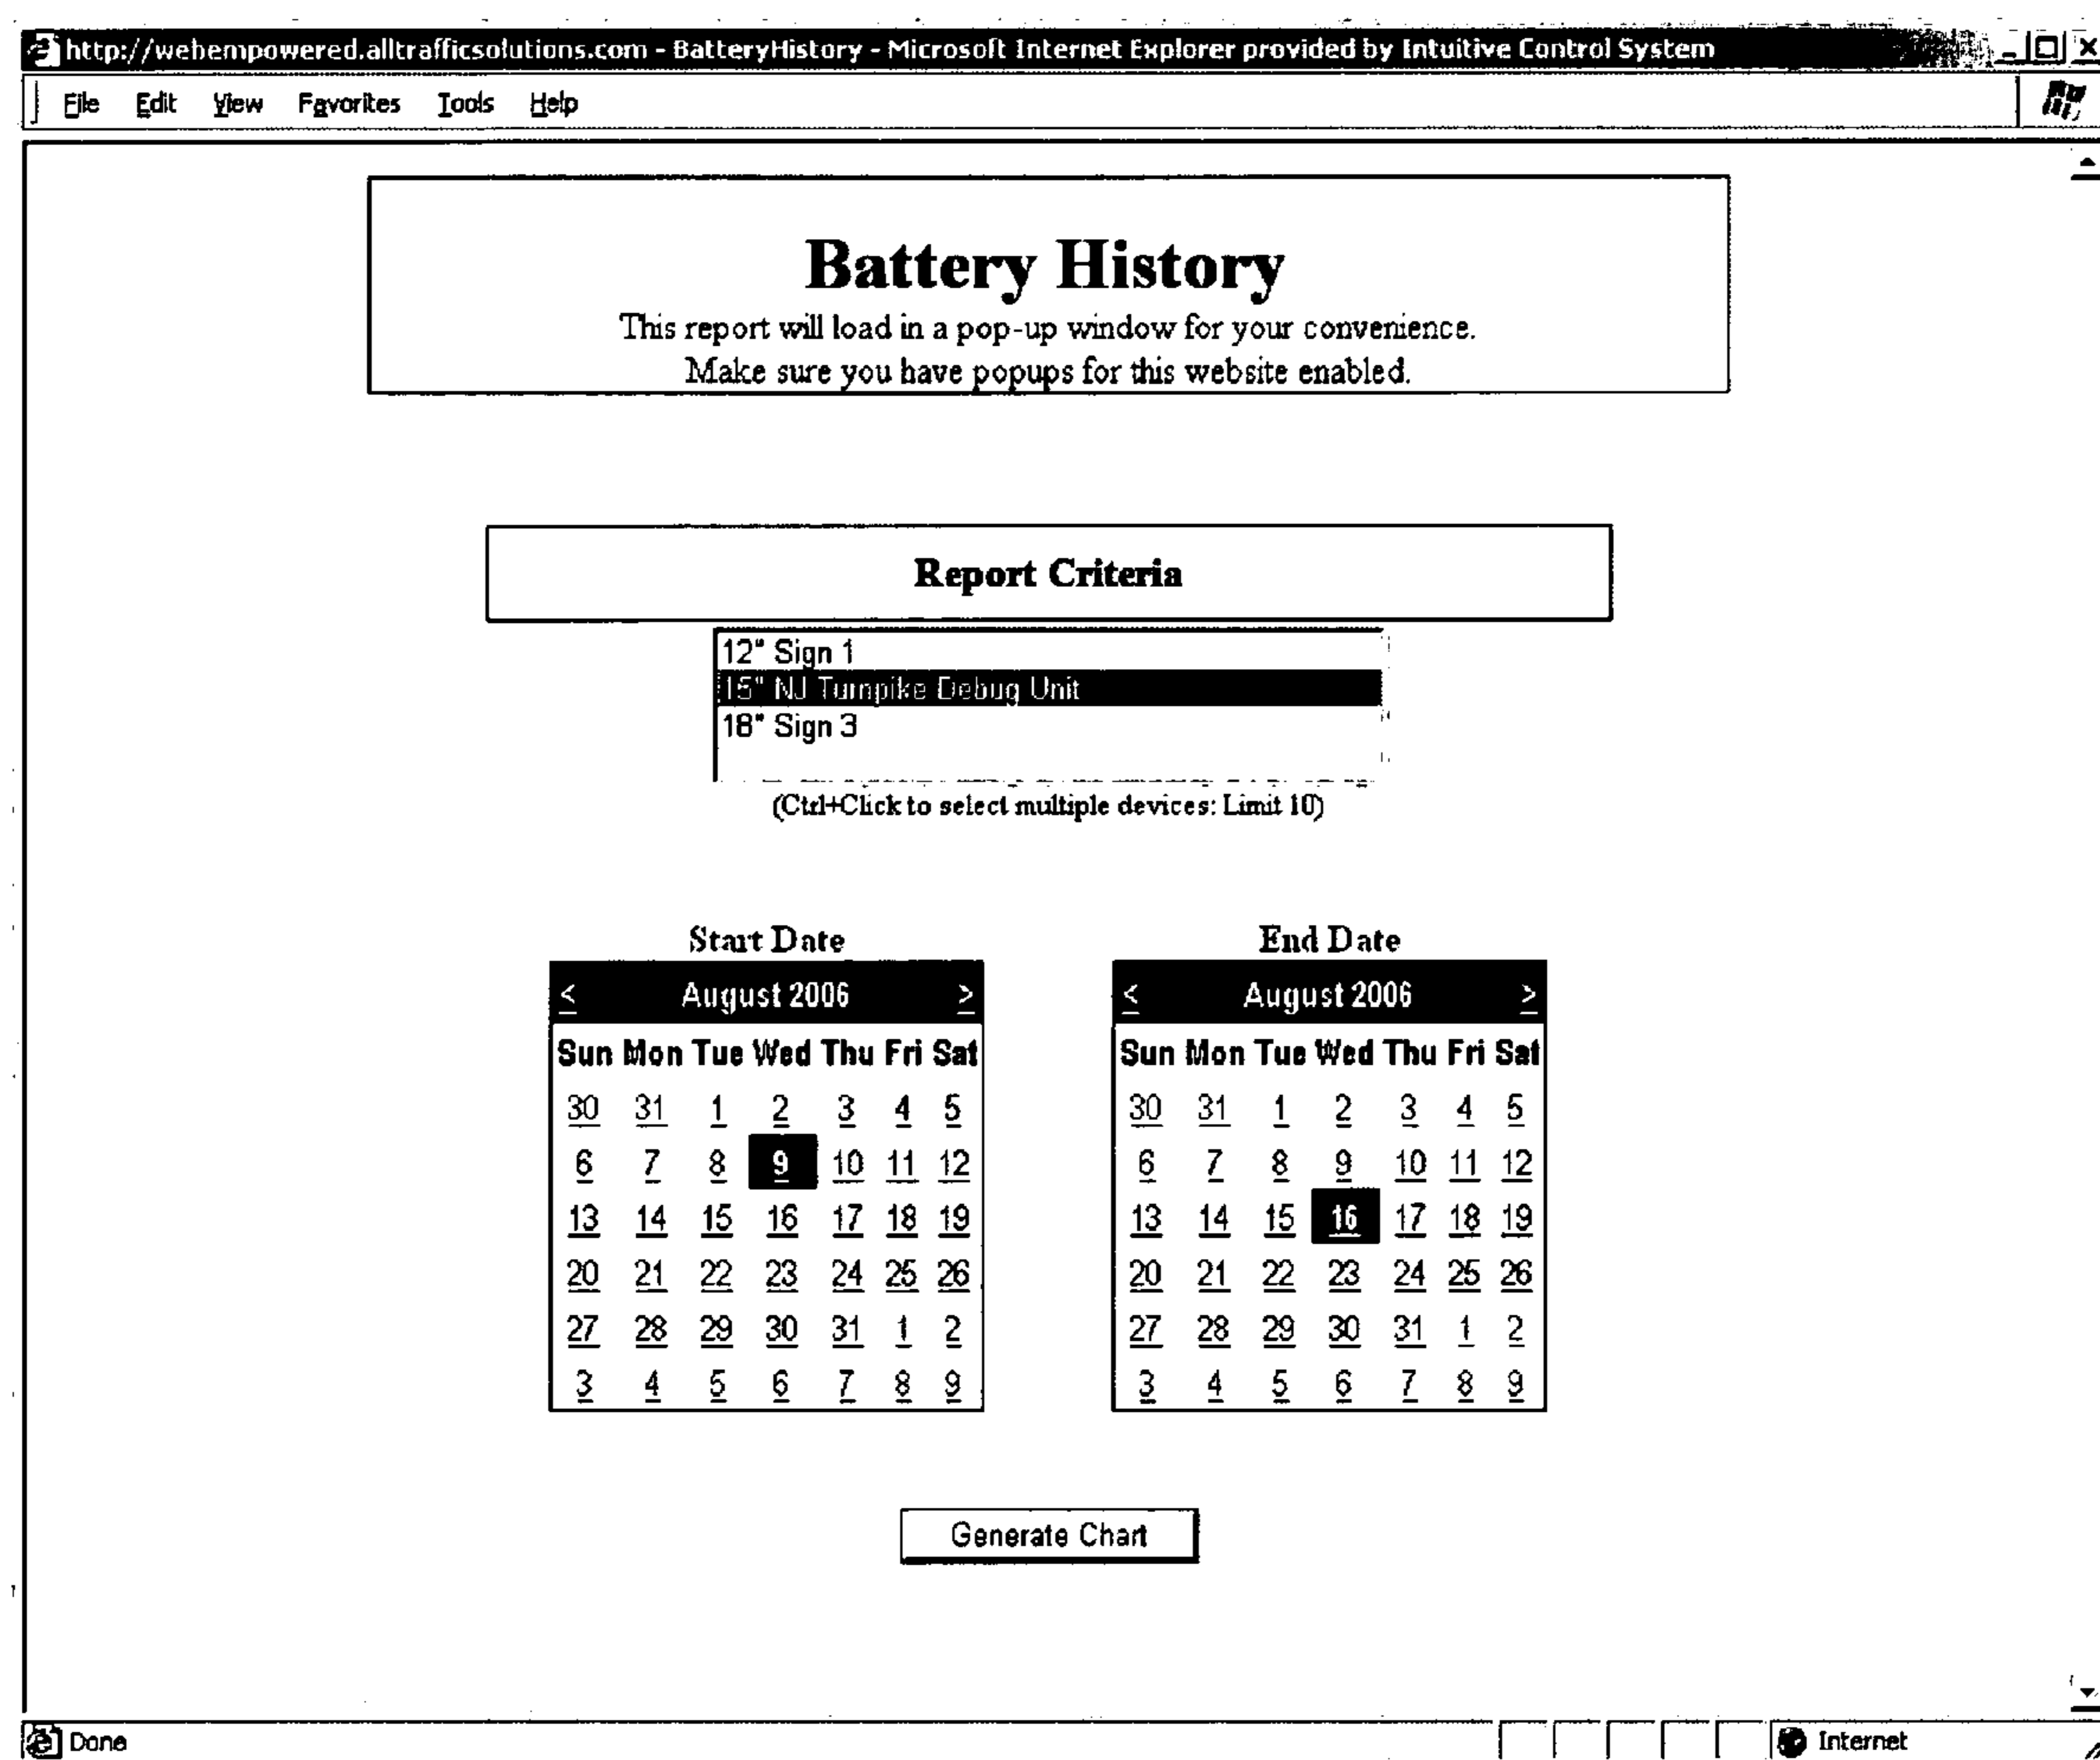 http://webempowered.alltrafficsolutions.com - BatteryHistory - Microsoft Internet Explorer provided by Intuitive Control System
File Edit View Favorites Tools Help
Battery History
This report will load in a pop-up window for your convenience.
Make sure you have popups for this website enabled.
Report Criteria
12" Sign 1
15" NJ Turnpike Debug Unit
18" Sign 3
(Ctrl+Click to select multiple devices: Limit 10)
Start Date End Date
< August 2006 > < August 2006 >
Sun Mon Tue Wed Thu Fri Sat Sun Mon Tue Wed Thu Fri Sat
30 31 1 2 3 4 5 30 31 1 2 3 4 5
6 7 8 9 10 11 12 6 7 8 9 10 11 12
13 14 15 16 17 18 19 13 14 15 16 17 18 19
20 21 22 23 24 25 26 20 21 22 23 24 25 26
27 28 29 30 31 1 2 27 28 29 30 31 1 2
3 4 5 6 7 8 9 3 4 5 6 7 8 9
Generate Chart
Done Internet